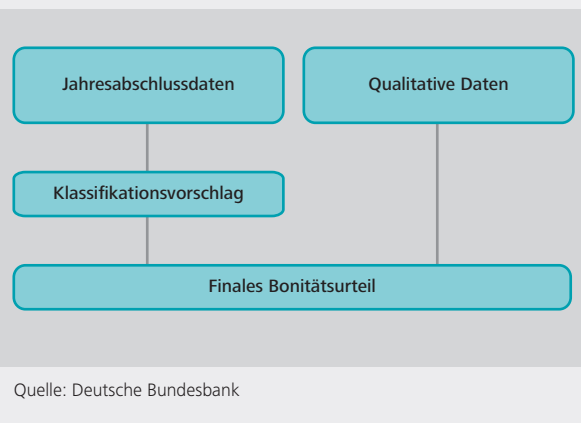 Jahresabschlussdaten
Qualitative Daten
Klassifikationsvorschlag
Finales Bonitätsurteil
Quelle: Deutsche Bundesbank